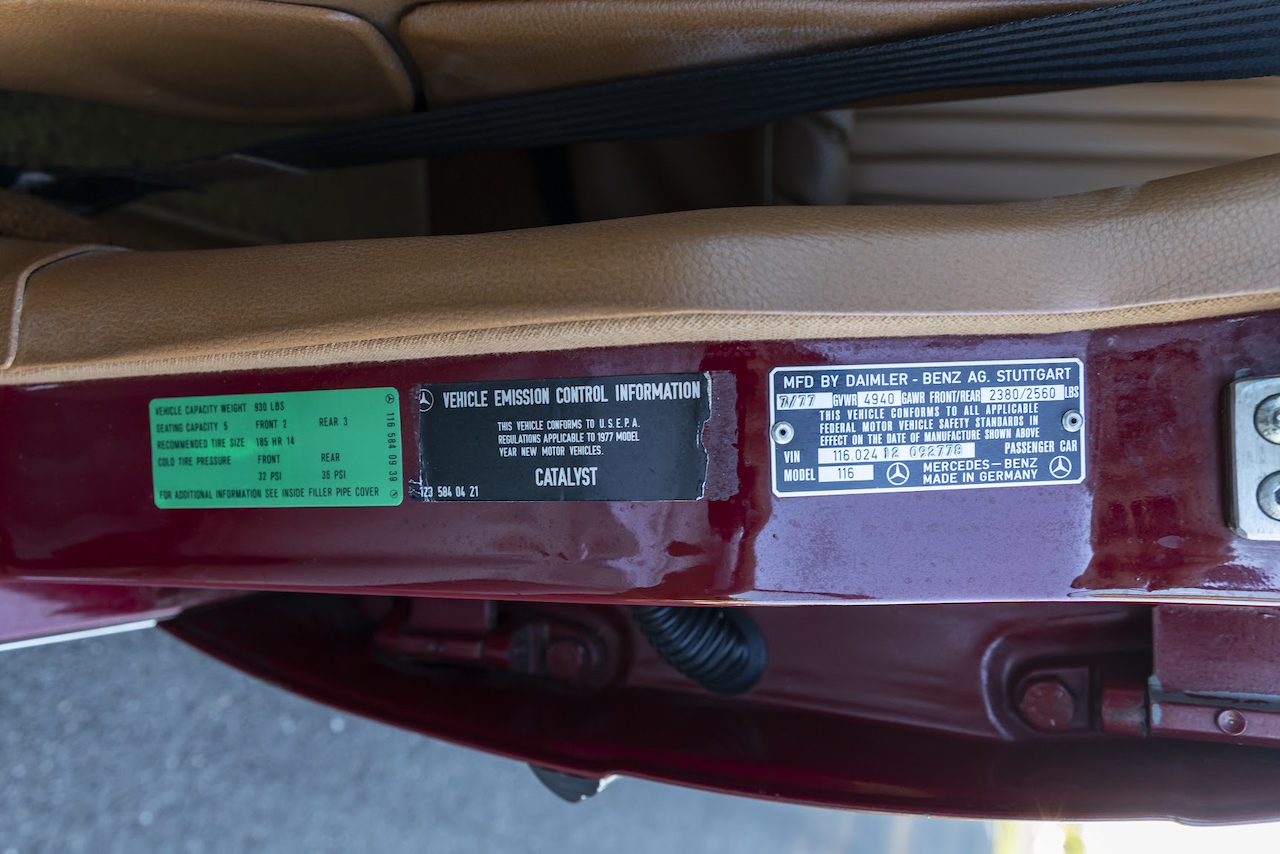 VEHICLE CAPACITY WEIGHT 930 LBS
SEATING CAPACITY 5 FRONT 2 REAR 3
RECOMMENDED TIRE SIZE 185 HR 14
COLD TIRE PRESSURE FRONT REAR
32 PSI 36 PSI
FOR ADDITIONAL INFORMATION SEE INSIDE FILLER PIPE COVER
116 584 09 39
VEHICLE EMISSION CONTROL INFORMATION
THIS VEHICLE CONFORMS TO U.S.E.P.A.
REGULATIONS APPLICABLE TO 1977 MODEL
YEAR NEW MOTOR VEHICLES.
CATALYST
123 584 04 21
MFD BY DAIMLER-BENZ AG. STUTTGART
7/77 GVWR 4940 GAWR FRONT/REAR 2380/2560 LBS
THIS VEHICLE CONFORMS TO ALL APPLICABLE
FEDERAL MOTOR VEHICLE SAFETY STANDARDS IN
EFFECT ON THE DATE OF MANUFACTURE SHOWN ABOVE
VIN 116.024 12 092778 PASSENGER CAR
MODEL 116 MERCEDES-BENZ
MADE IN GERMANY